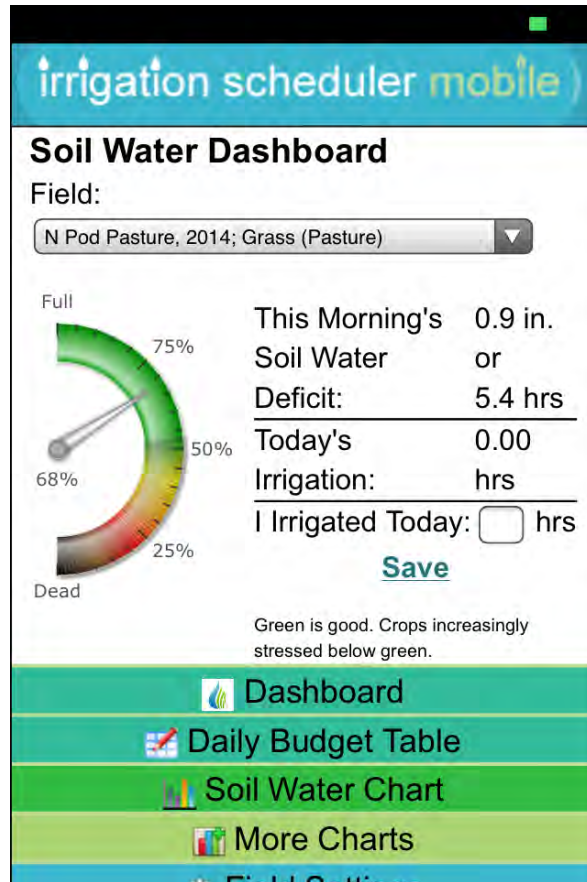 irrigation scheduler mobile
Soil Water Dashboard
Field:
N Pod Pasture, 2014; Grass (Pasture)
Full
75%
50%
68%
25%
Dead
This Morning's 0.9 in.
Soil Water or
Deficit: 5.4 hrs
Today's 0.00
Irrigation: hrs
I Irrigated Today: hrs
Save
Green is good. Crops increasingly
stressed below green.
Dashboard
Daily Budget Table
Soil Water Chart
More Charts